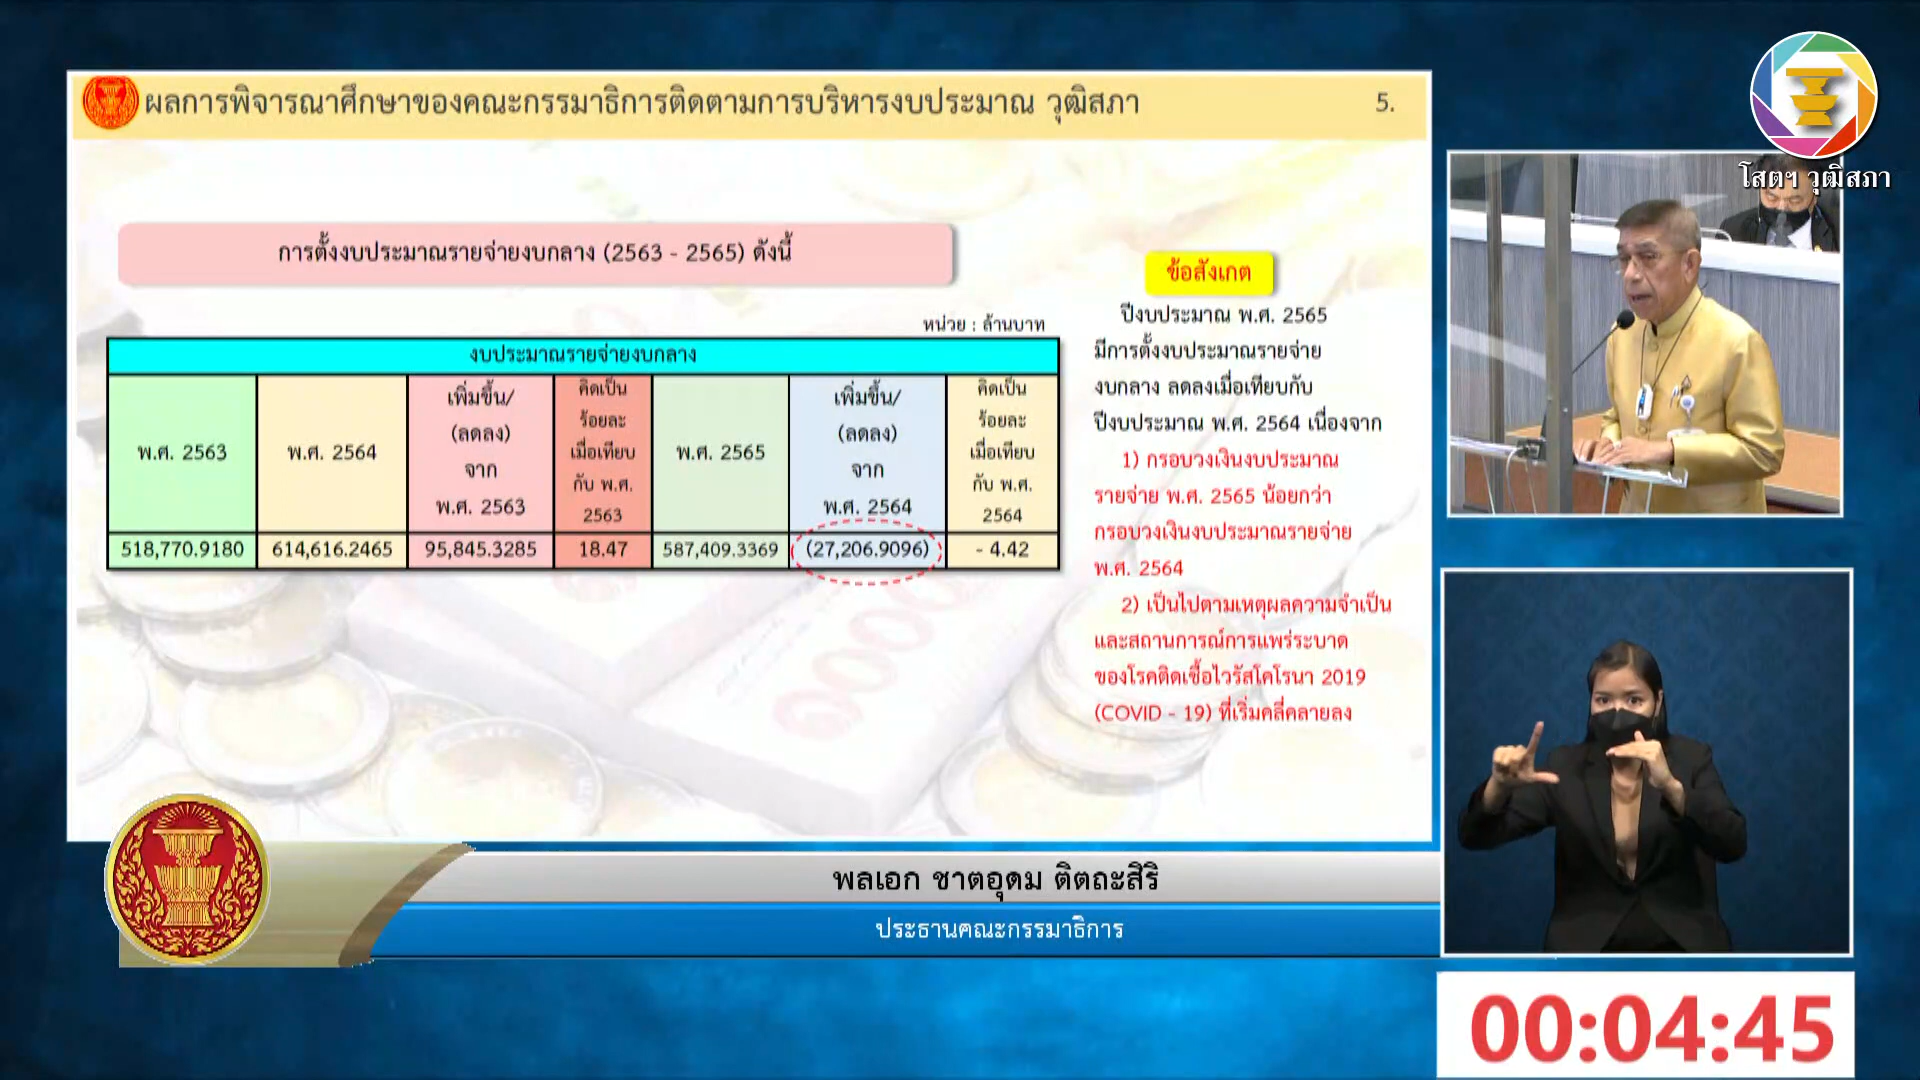 ผลการพิจารณาศึกษาของคณะกรรมาธิการติดตามการบริหารงบประมาณ วุฒิสภา 5.
โสตฯ วุฒิสภา
การตั้งงบประมาณรายจ่ายงบกลาง (2563 - 2565) ดังนี้
หน่วย : ล้านบาท
งบประมาณรายจ่ายงบกลาง
พ.ศ. 2563
พ.ศ. 2564
เพิ่มขึ้น/
(ลดลง)
จาก
พ.ศ. 2563
คิดเป็น
ร้อยละ
เมื่อเทียบ
กับ พ.ศ.
2563
พ.ศ. 2565
เพิ่มขึ้น/
(ลดลง)
จาก
พ.ศ. 2564
คิดเป็น
ร้อยละ
เมื่อเทียบ
กับ พ.ศ.
2564
518,770.9180 614,616.2465 95,845.3285 18.47 587,409.3369 (27,206.9096) - 4.42
ข้อสังเกต
ปีงบประมาณ พ.ศ. 2565
มีการตั้งงบประมาณรายจ่าย
งบกลาง ลดลงเมื่อเทียบกับ
ปีงบประมาณ พ.ศ. 2564 เนื่องจาก
1) กรอบวงเงินงบประมาณ
รายจ่าย พ.ศ. 2565 น้อยกว่า
กรอบวงเงินงบประมาณรายจ่าย
พ.ศ. 2564
2) เป็นไปตามเหตุผลความจำเป็น
และสถานการณ์การแพร่ระบาด
ของโรคติดเชื้อไวรัสโคโรนา 2019
(COVID - 19) ที่เริ่มคลี่คลายลง
พลเอก ชาตอุดม ติตถะสิริ
ประธานคณะกรรมาธิการ
00:04:45